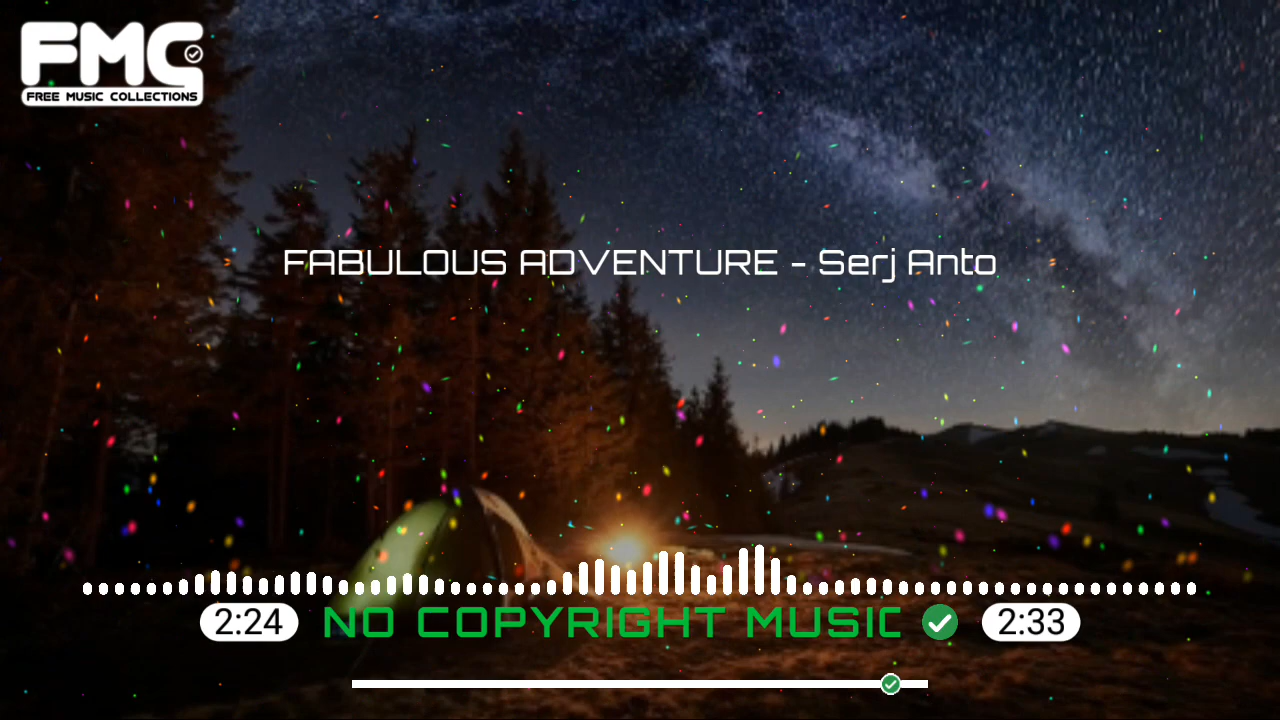 FMC
FREE MUSIC COLLECTIONS
FABULOUS ADVENTURE - Serj Anto
2:24 NO COPYRIGHT MUSIC 2:33